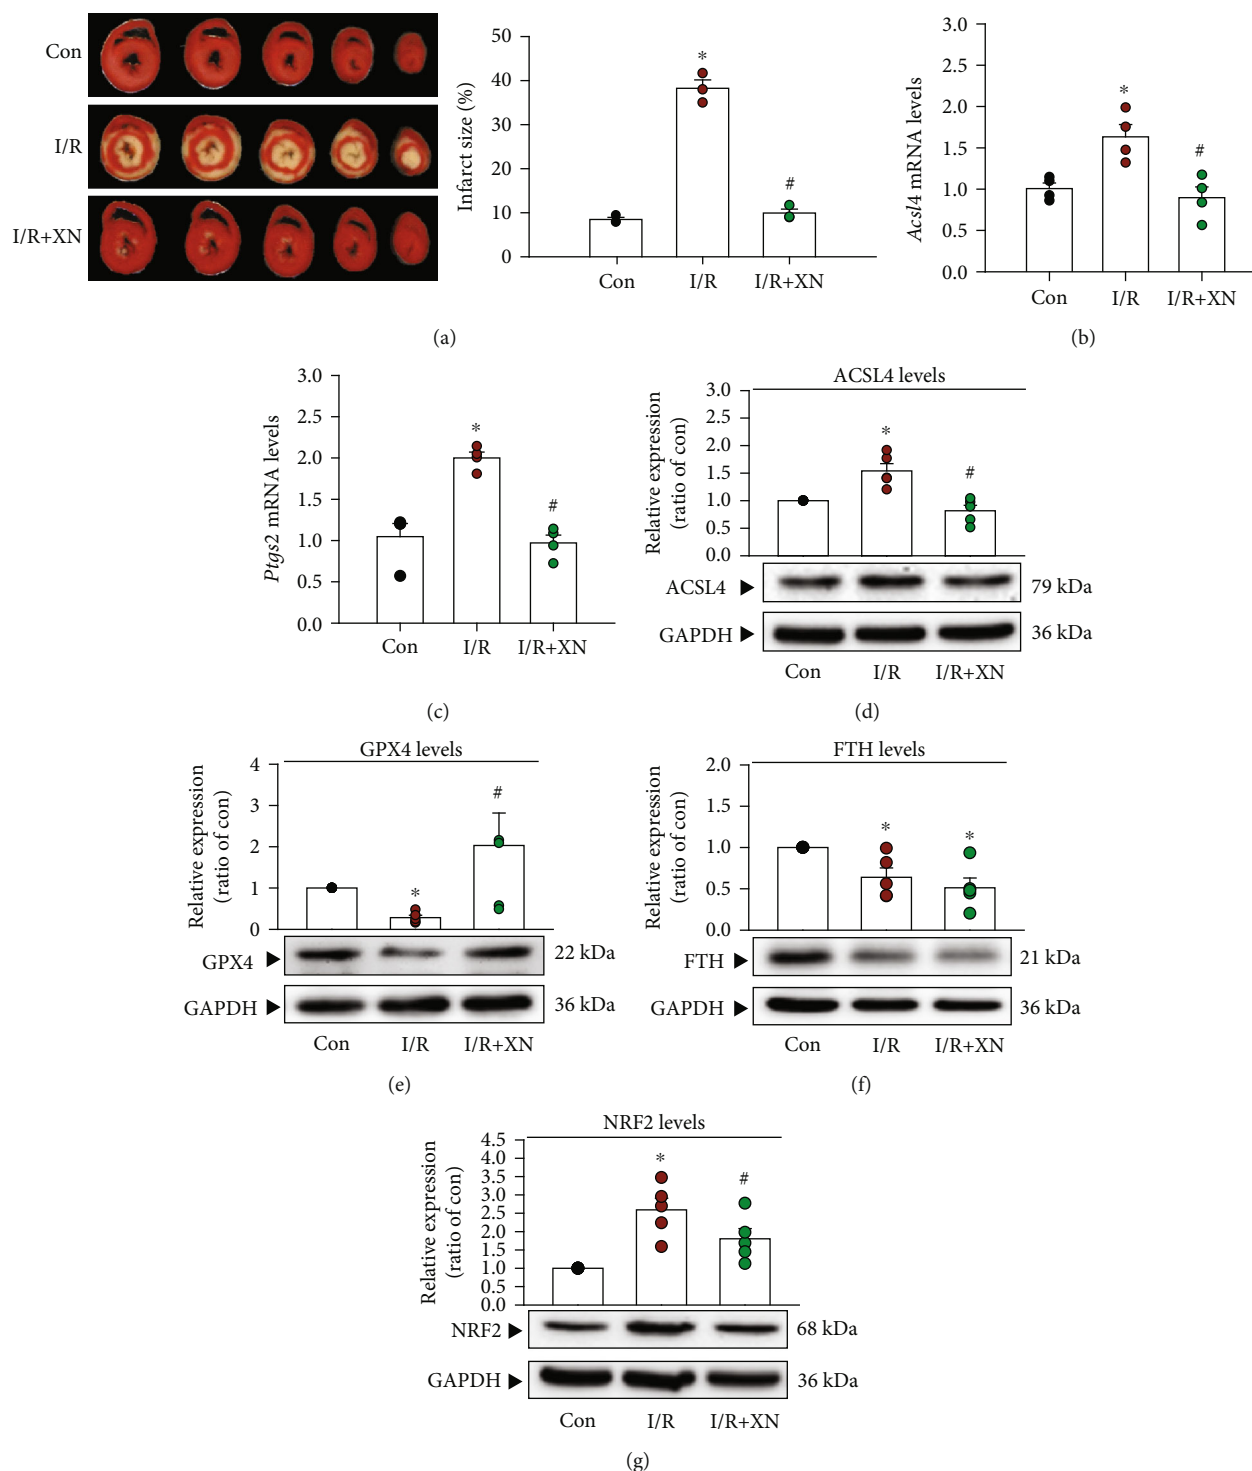 Con
I/R
I/R+XN
Infarct size (%)
50
40
30
20
10
0
*
#
Con
I/R
I/R+XN
(a)
Acsl4 mRNA levels
3.0
2.5
2.0
1.5
1.0
0.5
0.0
*
#
Con
I/R
I/R+XN
(b)
Ptgs2 mRNA levels
3.0
2.5
2.0
1.5
1.0
0.5
0.0
*
#
Con
I/R
I/R+XN
(c)
ACSL4 levels
Relative expression
(ratio of con)
3.0
2.5
2.0
1.5
1.0
0.5
0.0
*
#
ACSL4
79 kDa
GAPDH
36 kDa
Con
I/R
I/R+XN
(d)
GPX4 levels
Relative expression
(ratio of con)
4
3
2
1
0
*
#
GPX4
22 kDa
GAPDH
36 kDa
Con
I/R
I/R+XN
(e)
FTH levels
Relative expression
(ratio of con)
2.0
1.5
1.0
0.5
0.0
*
*
FTH
21 kDa
GAPDH
36 kDa
Con
I/R
I/R+XN
(f)
NRF2 levels
Relative expression
(ratio of con)
4.5
4.0
3.5
3.0
2.5
2.0
1.5
1.0
0.5
0.0
*
#
NRF2
68 kDa
GAPDH
36 kDa
Con
I/R
I/R+XN
(g)